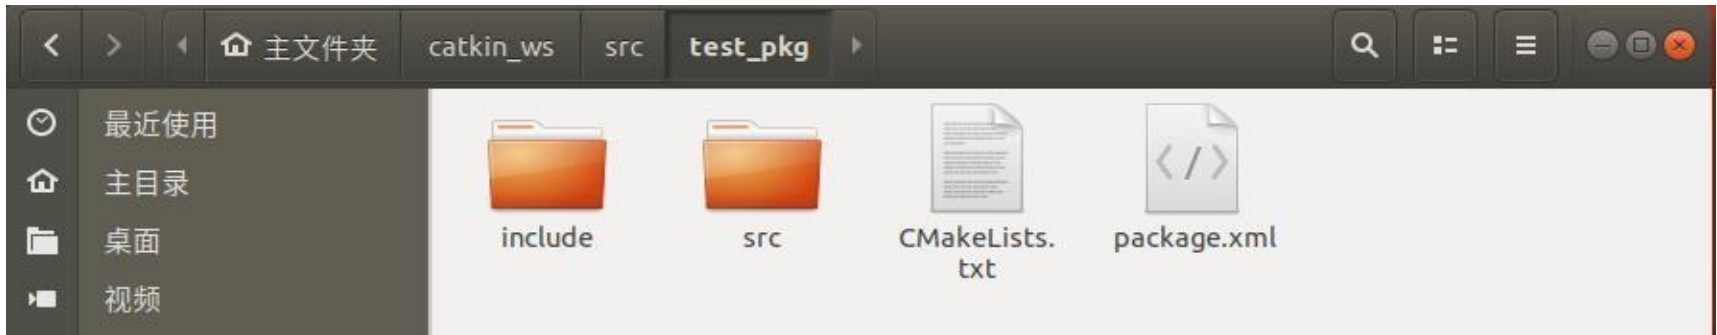 主文件夹 catkin_ws src test_pkg
最近使用
主目录
桌面
视频
include src CMakeLists.
txt package.xml